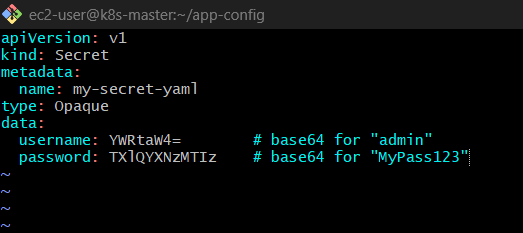 ec2-user@k8s-master:~/app-config
apiVersion: v1
kind: Secret
metadata:
  name: my-secret-yaml
type: Opaque
data:
  username: YWRtaW4=        # base64 for "admin"
  password: TXlQYXNzMTIz    # base64 for "MyPass123"
~
~
~
~